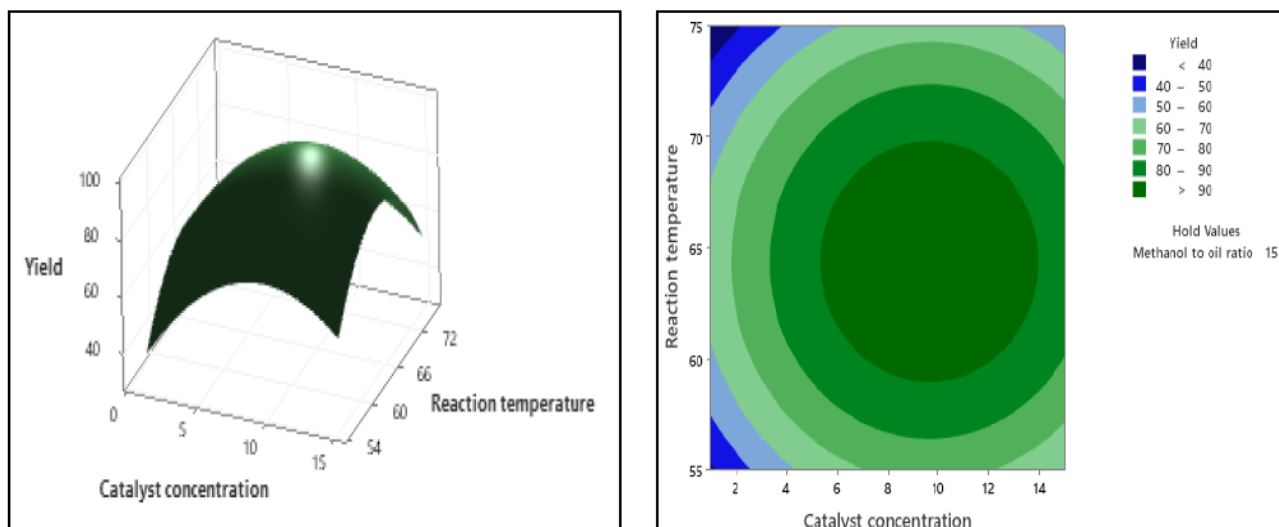 100
80
Yield
60
40
0
5
10
15
54
60
66
72
Reaction temperature
Catalyst concentration
75
70
65
60
55
Reaction temperature
2 4 6 8 10 12 14
Catalyst concentration
Yield
< 40
40 – 50
50 – 60
60 – 70
70 – 80
80 – 90
> 90
Hold Values
Methanol to oil ratio 15